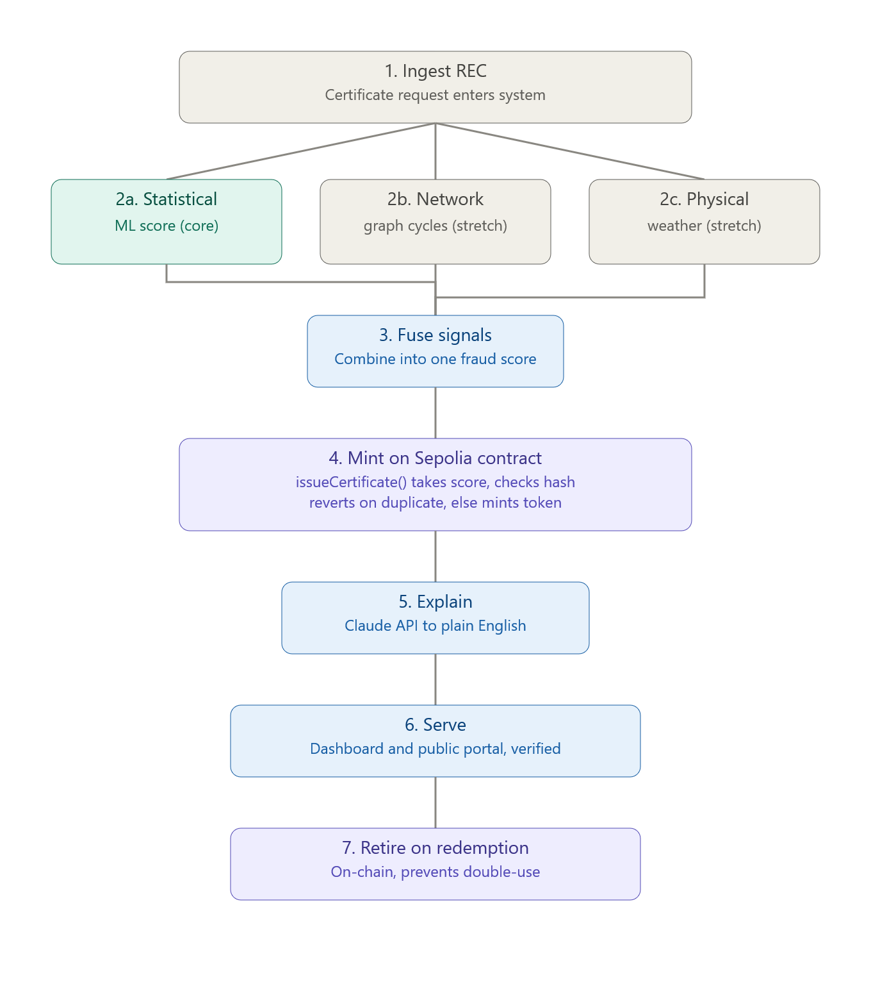 1. Ingest REC
Certificate request enters system
2a. Statistical
ML score (core)
2b. Network
graph cycles (stretch)
2c. Physical
weather (stretch)
3. Fuse signals
Combine into one fraud score
4. Mint on Sepolia contract
issueCertificate() takes score, checks hash
reverts on duplicate, else mints token
5. Explain
Claude API to plain English
6. Serve
Dashboard and public portal, verified
7. Retire on redemption
On-chain, prevents double-use